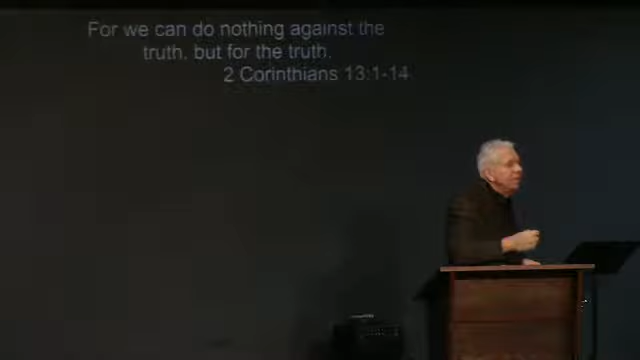 For we can do nothing against the
truth, but for the truth.
2 Corinthians 13:1-14